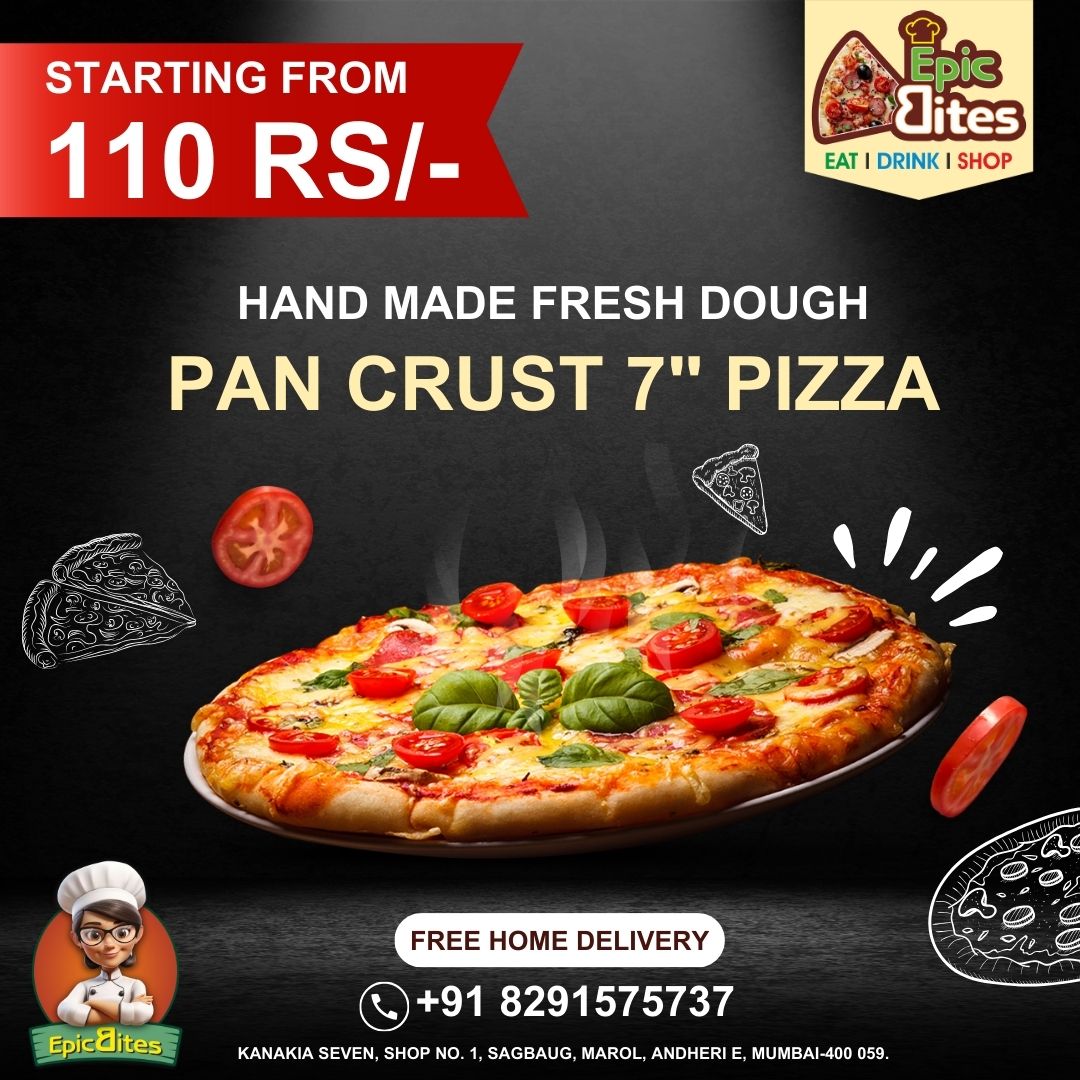 STARTING FROM
110 RS/-
Epic
Bites
EAT | DRINK | SHOP
HAND MADE FRESH DOUGH
PAN CRUST 7" PIZZA
FREE HOME DELIVERY
+91 8291575737
EpicBites
KANAKIA SEVEN, SHOP NO. 1, SAGBAUG, MAROL, ANDHERI E, MUMBAI-400 059.